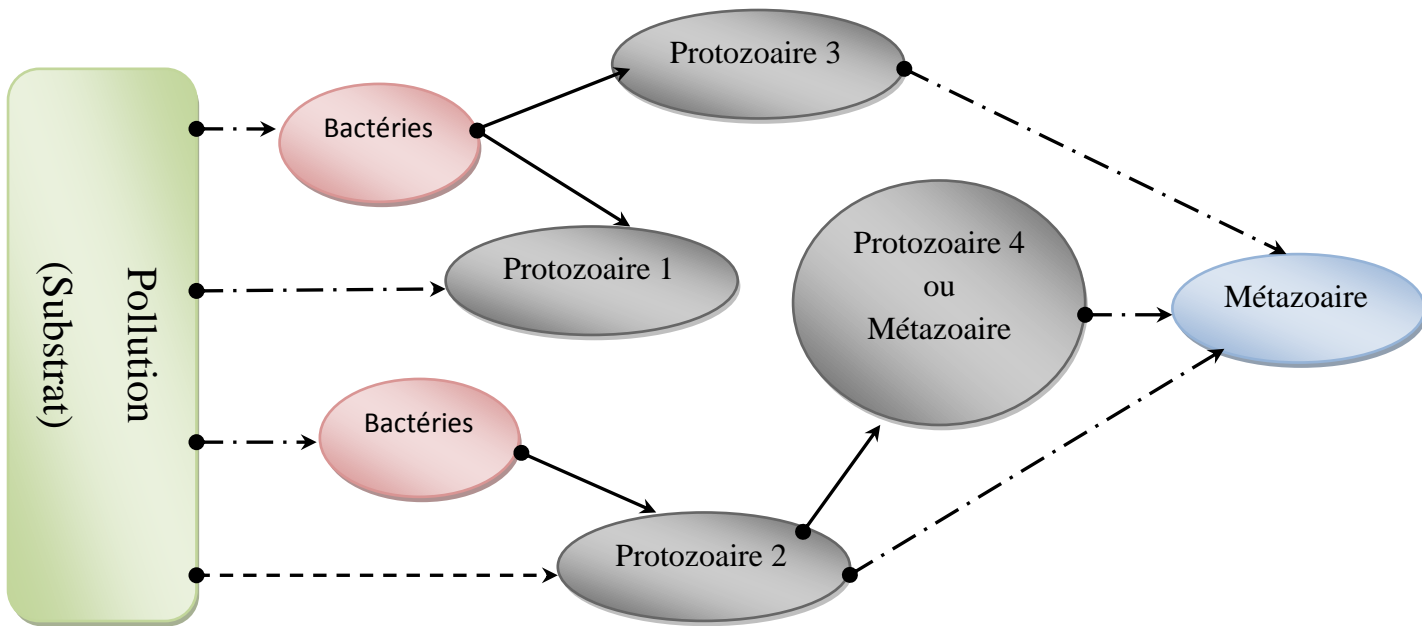 Pollution
(Substrat)
Bactéries
Protozoaire 3
Protozoaire 1
Bactéries
Protozoaire 2
Protozoaire 4
ou
Métazoaire
Métazoaire